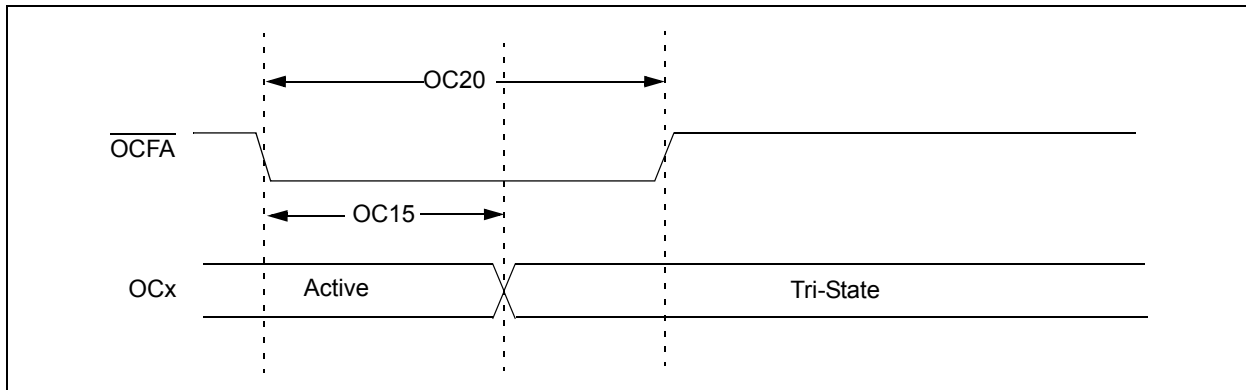 OC20
OCFA
OC15
OCx
Active
Tri-State